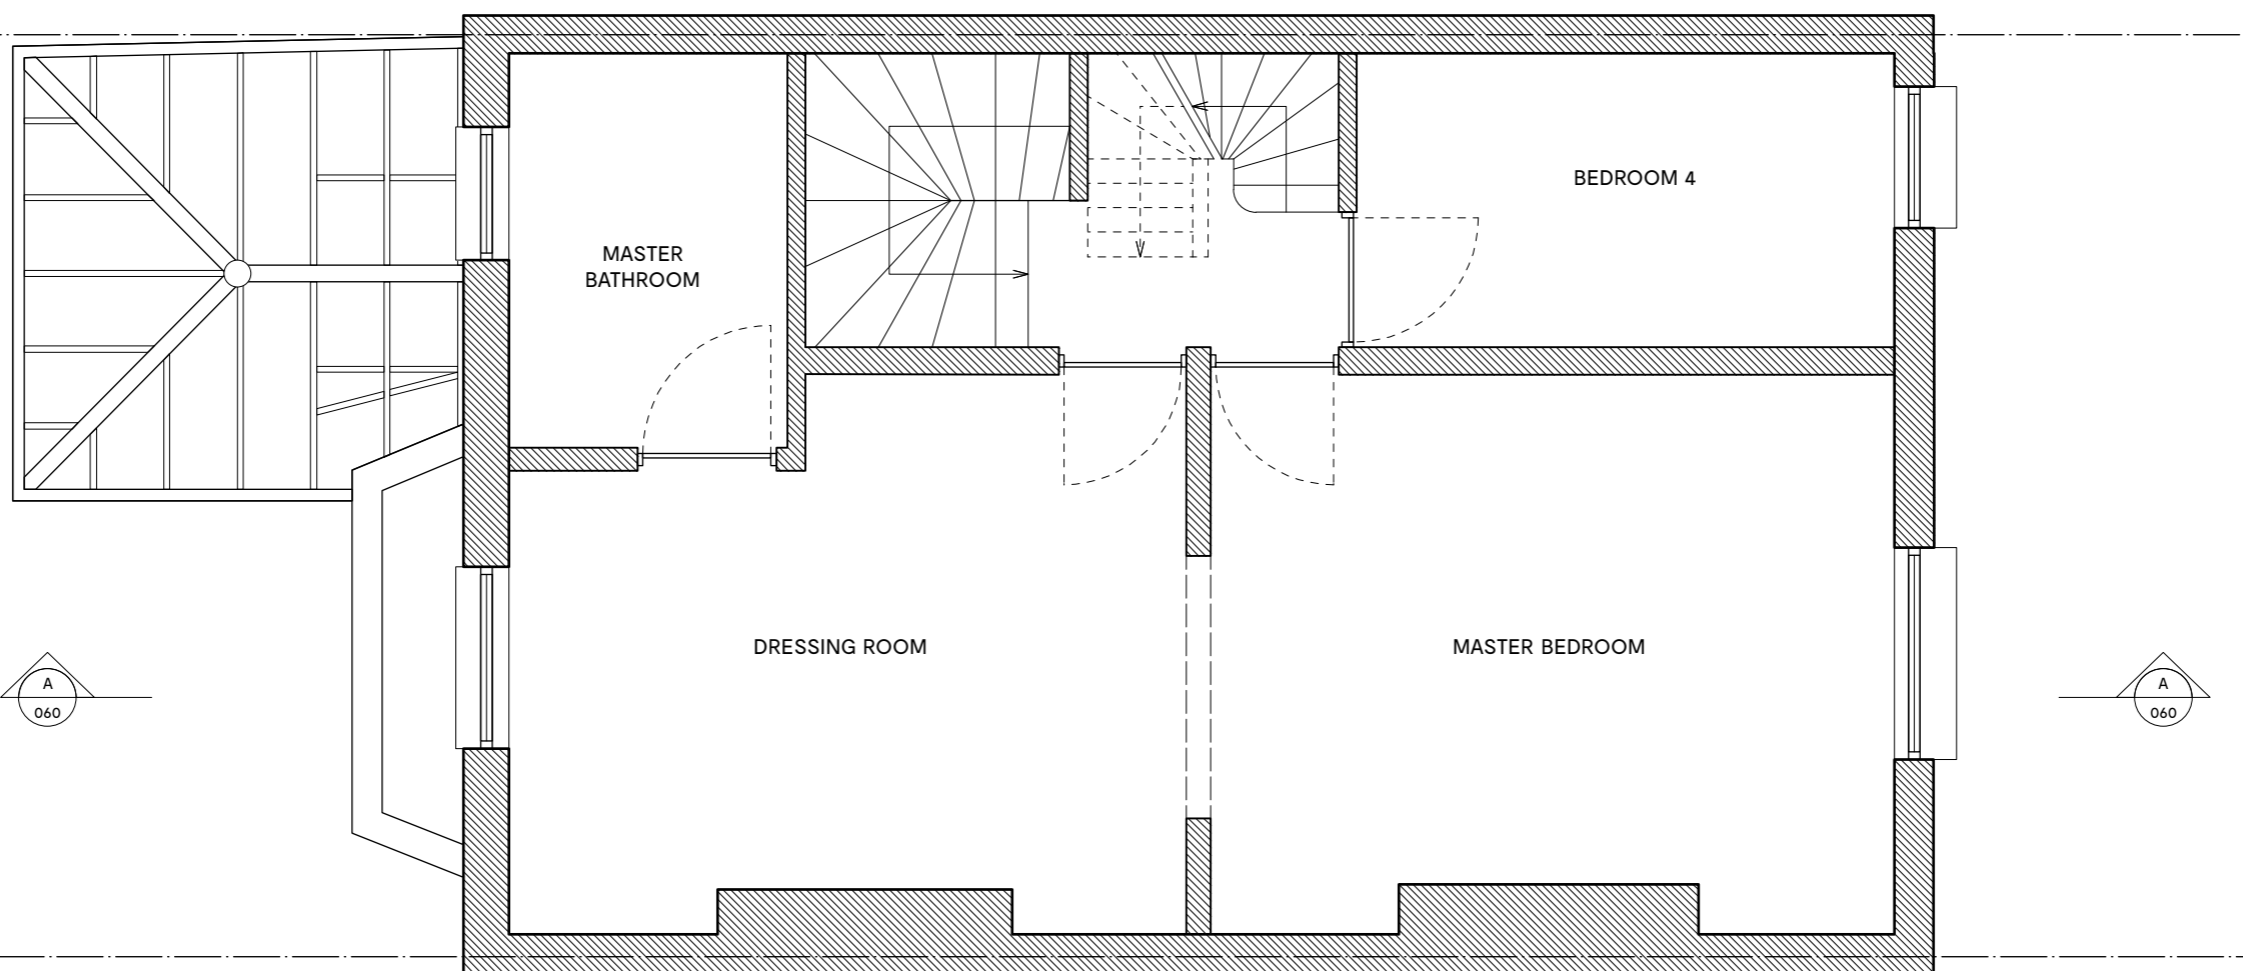 BEDROOM 4
MASTER
BATHROOM
DRESSING ROOM
MASTER BEDROOM
A
060
A
060